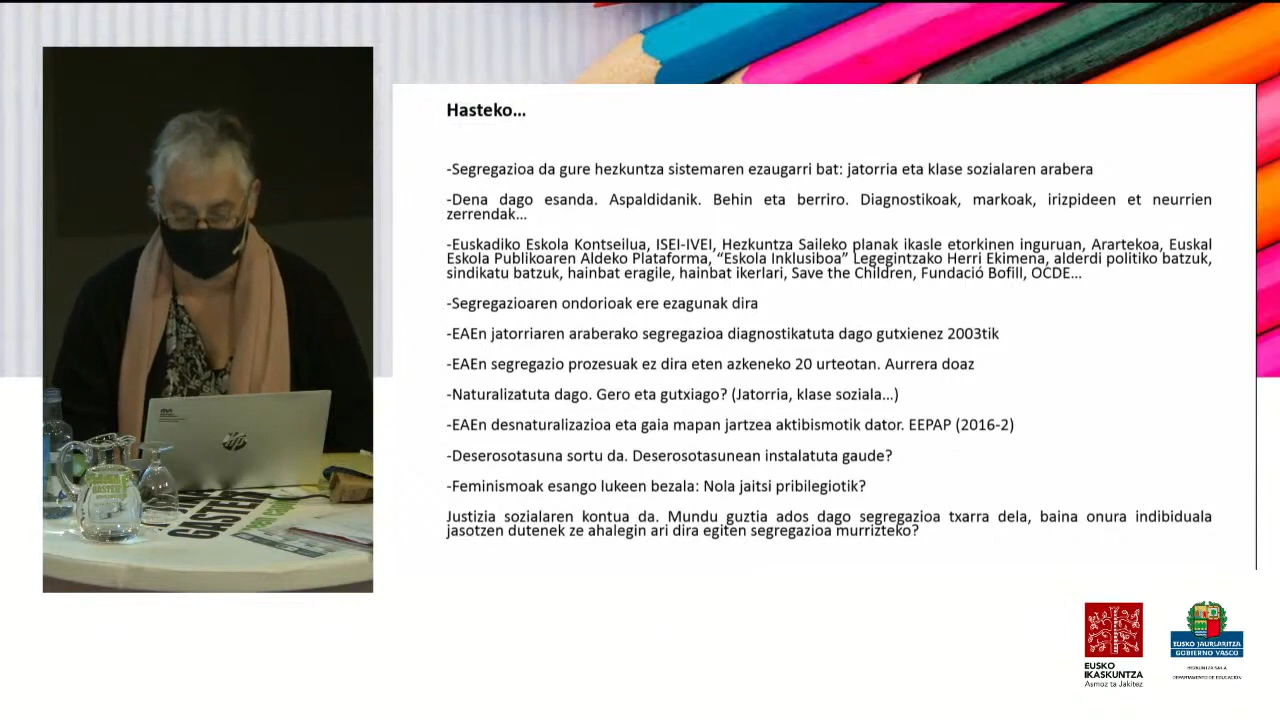 Hasteko...
-Segregazioa da gure hezkuntza sistemaren ezaugarri bat: jatorria eta klase sozialaren arabera
-Dena dago esanda. Aspaldidanik. Behin eta berriro. Diagnostikoak, markoak, irizpideen et neurrien
zerrendak...
-Euskadiko Eskola Kontseilua, ISEI-IVEI, Hezkuntza Saileko planak ikasle etorkinen inguruan, Arartekoa, Euskal
Eskola Publikoaren Aldeko Plataforma, “Eskola Inklusiboa” Legegintzako Herri Ekimena, alderdi politiko batzuk,
sindikatu batzuk, hainbat eragile, hainbat ikerlari, Save the Children, Fundació Bofill, OCDE...
-Segregazioaren ondorioak ere ezagunak dira
-EAEn jatorriaren araberako segregazioa diagnostikatuta dago gutxienez 2003tik
-EAEn segregazio prozesuak ez dira eten azkeneko 20 urteotan. Aurrera doaz
-Naturalizatuta dago. Gero eta gutxiago? (Jatorria, klase soziala...)
-EAEn desnaturalizazioa eta gaia mapan jartzea aktibismotik dator. EEPAP (2016-2)
-Deserosotasuna sortu da. Deserosotasunean instalatuta gaude?
-Feminismoak esango lukeen bezala: Nola jaitsi pribilegiotik?
Justizia sozialaren kontua da. Mundu guztia ados dago segregazioa txarra dela, baina onura indibiduala
jasotzen dutenek ze ahalegin ari dira egiten segregazioa murrizteko?
hp
GASTEIZ
EUSKO
IKASKUNTZA
Asmoz ta Jakitez
EUSKO JAURLARITZA
GOBIERNO VASCO
HEZKUNTZA SAILA
DEPARTAMENTO DE EDUCACIÓN